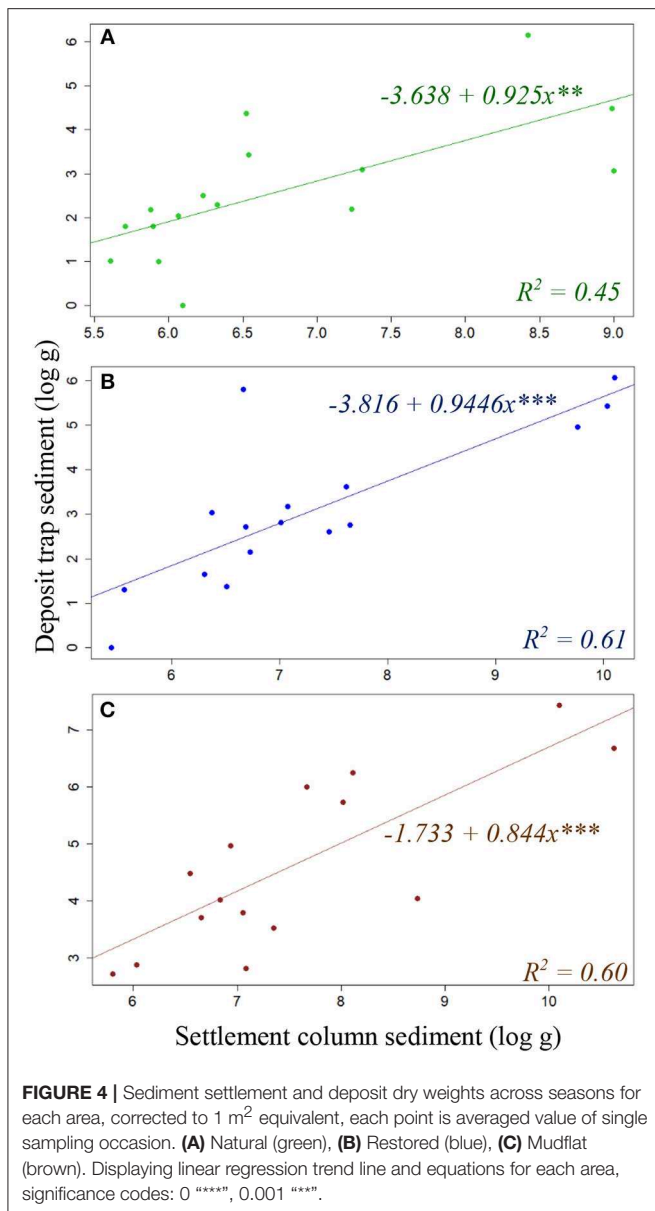 A
-3.638 + 0.925x**
R² = 0.45
0 1 2 3 4 5 6
5.5 6.0 6.5 7.0 7.5 8.0 8.5 9.0
B
-3.816 + 0.9446x***
R² = 0.61
0 1 2 3 4 5 6
6 7 8 9 10
Deposit trap sediment (log g)
C
-1.733 + 0.844x***
R² = 0.60
3 4 5 6 7
6 7 8 9 10
Settlement column sediment (log g)
FIGURE 4 | Sediment settlement and deposit dry weights across seasons for
each area, corrected to 1 m² equivalent, each point is averaged value of single
sampling occasion. (A) Natural (green), (B) Restored (blue), (C) Mudflat
(brown). Displaying linear regression trend line and equations for each area,
significance codes: 0 “***”, 0.001 “**”.